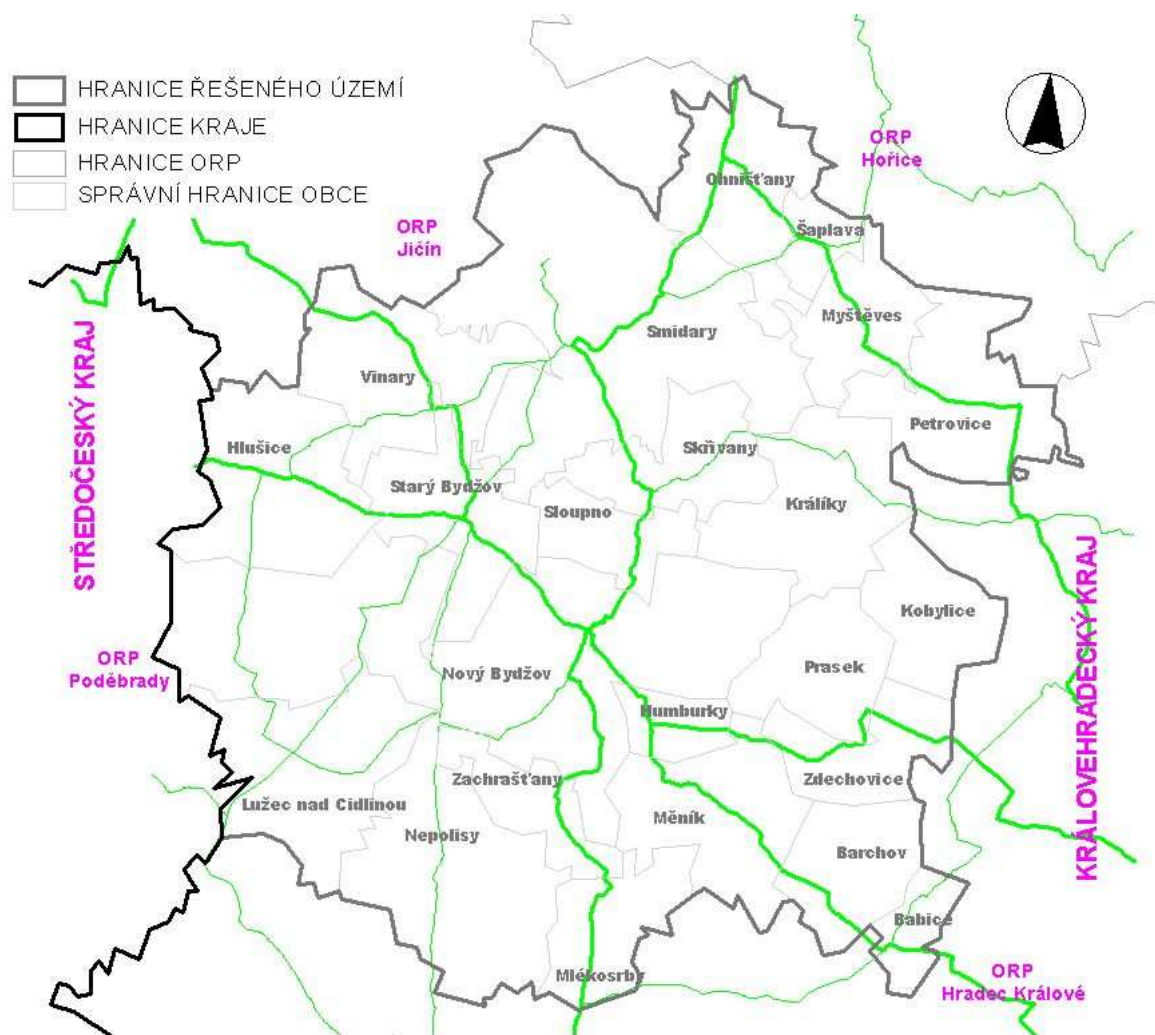 HRANICE ŘEŠENÉHO ÚZEMÍ
HRANICE KRAJE
HRANICE ORP
SPRÁVNÍ HRANICE OBCE
ORP
Hořice
Ohnišťany
Šaplava
ORP
Jičín
Smidary
Myštěves
STŘEDOČESKÝ KRAJ
Vinary
Petrovice
Hlušice
Skřivany
Starý Bydžov
Králíky
Sloupno
KRÁLOVEHRADECKÝ KRAJ
Kobylice
ORP
Poděbrady
Nový Bydžov
Prasek
Humburky
Zachrašťany
Zdechovice
Lužec nad Cidlinou
Měník
Nepolisy
Barchov
Babice
Mlékosrby
ORP
Hradec Králové